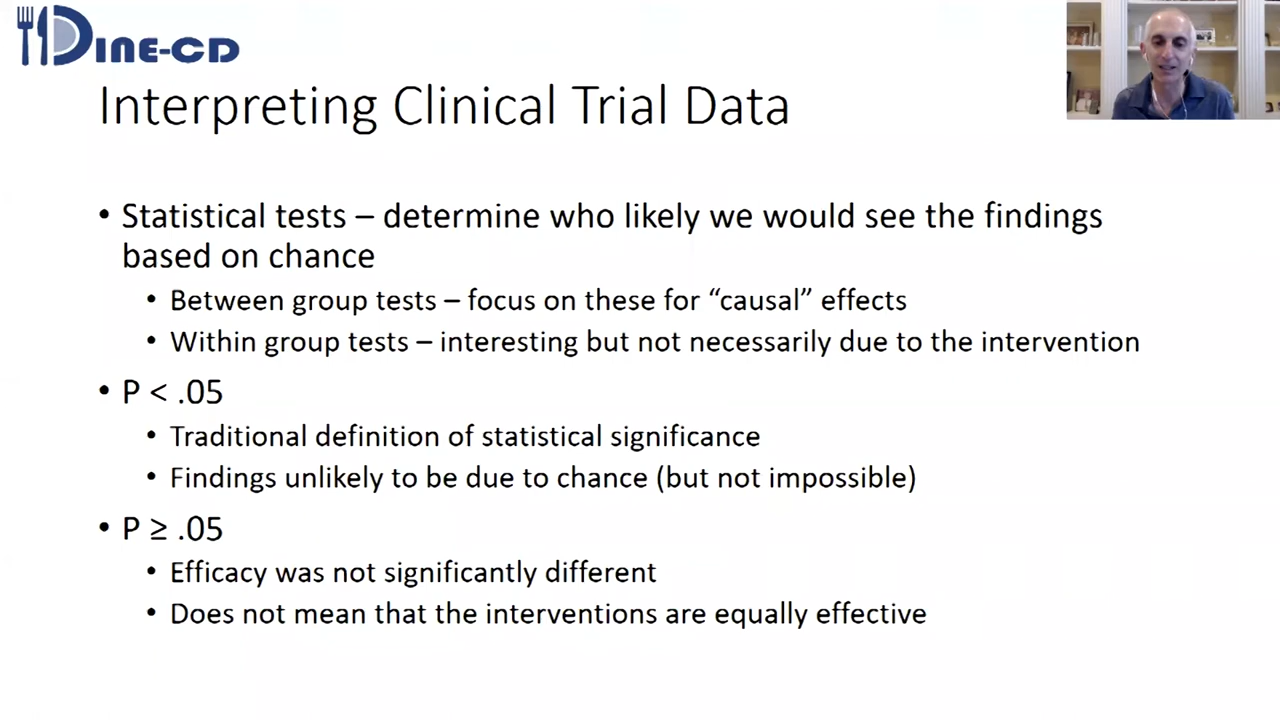 DINE-CD
Interpreting Clinical Trial Data
• Statistical tests – determine who likely we would see the findings
based on chance
• Between group tests – focus on these for “causal” effects
• Within group tests – interesting but not necessarily due to the intervention
• P < .05
• Traditional definition of statistical significance
• Findings unlikely to be due to chance (but not impossible)
• P ≥ .05
• Efficacy was not significantly different
• Does not mean that the interventions are equally effective